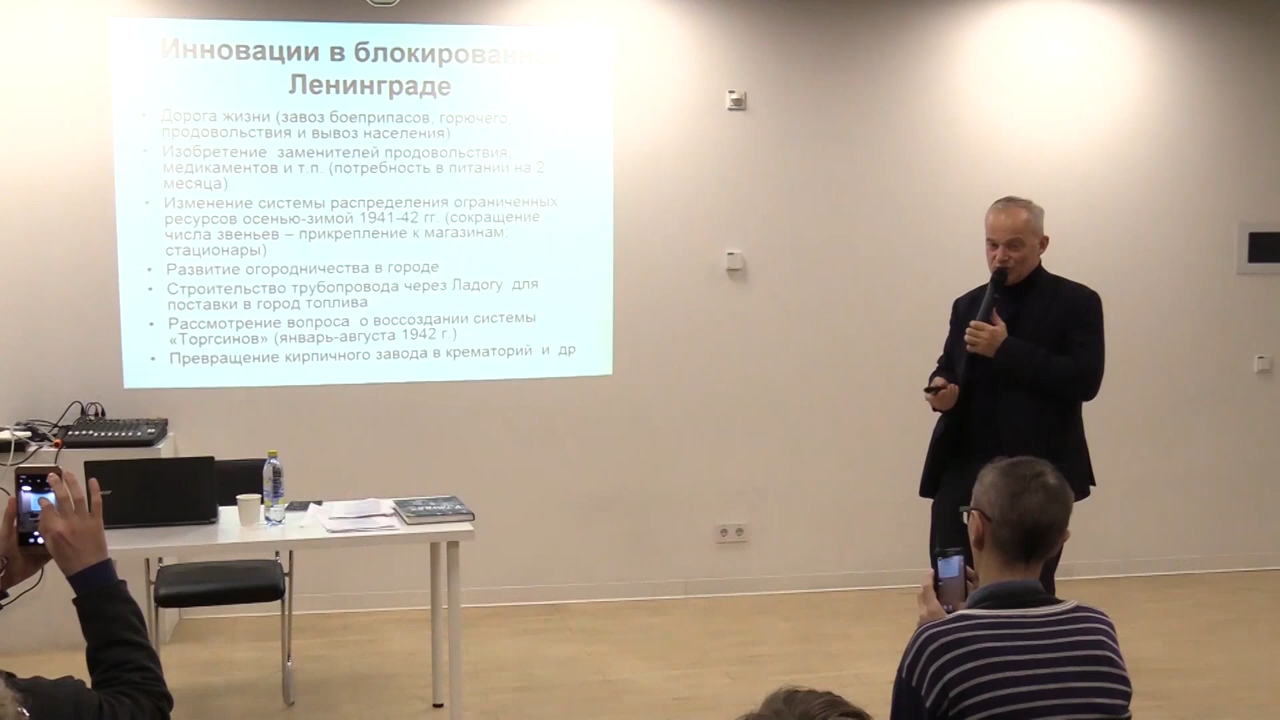 Инновации в блокированном
Ленинграде
• Дорога жизни (завоз боеприпасов, горючего,
продовольствия и вывоз населения)
• Изобретение заменителей продовольствия,
медикаментов и т.п. (потребность в питании на 2
месяца)
• Изменение системы распределения ограниченных
ресурсов осенью-зимой 1941-42 гг. (сокращение
числа звеньев – прикрепление к магазинам;
стационары)
• Развитие огородничества в городе
• Строительство трубопровода через Ладогу для
поставки в город топлива
• Рассмотрение вопроса о воссоздании системы
«Торгсинов» (январь-августа 1942 г.)
• Превращение кирпичного завода в крематорий и др